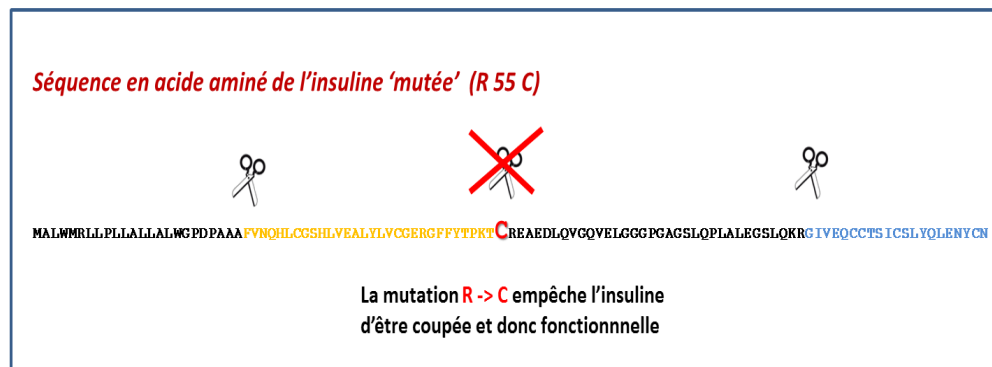 Séquence en acide aminé de l'insuline 'mutée' (R 55 C)
MALWMRLLPLLALLALWGPDPAAAFVNQHLCGSHLVEALYLVCGERGFFYTPKTCREAEDLQVGQVELGGGPGAGSLQPLALEGSLQKRGIVEQCCTSICSLYQLENYCN
La mutation R -> C empêche l'insuline
d'être coupée et donc fonctionnnelle